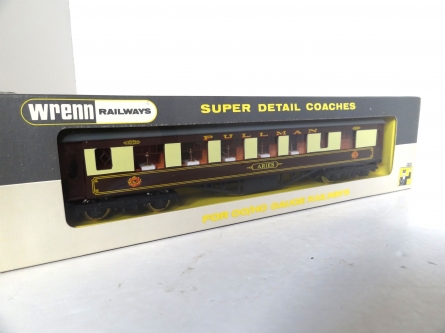 wrenn RAILWAYS
SUPER DETAIL COACHES
PULLMAN
ARIES